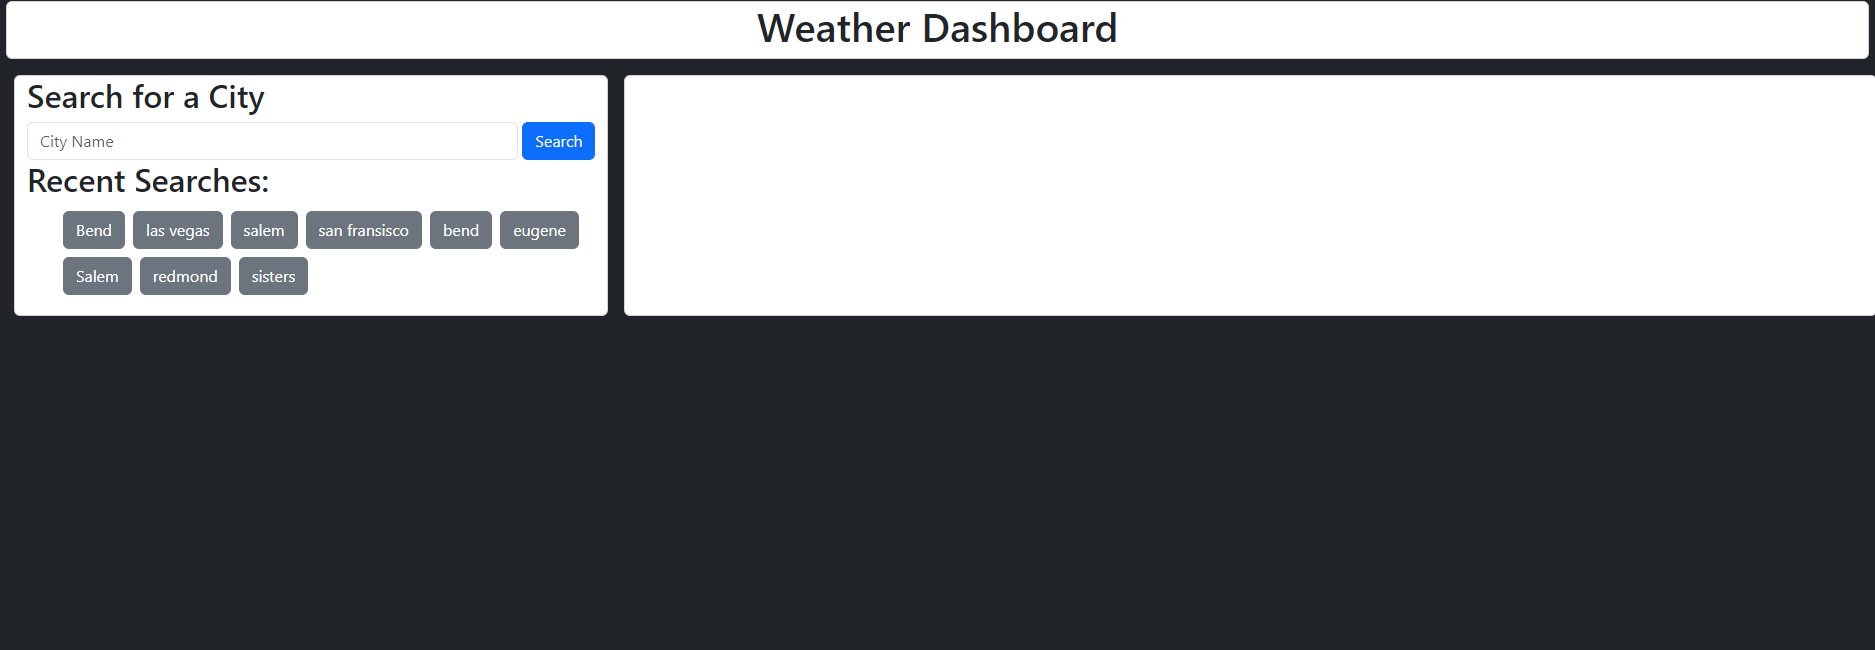 Weather Dashboard
Search for a City
City Name Search
Recent Searches:
Bend las vegas salem san fransisco bend eugene
Salem redmond sisters